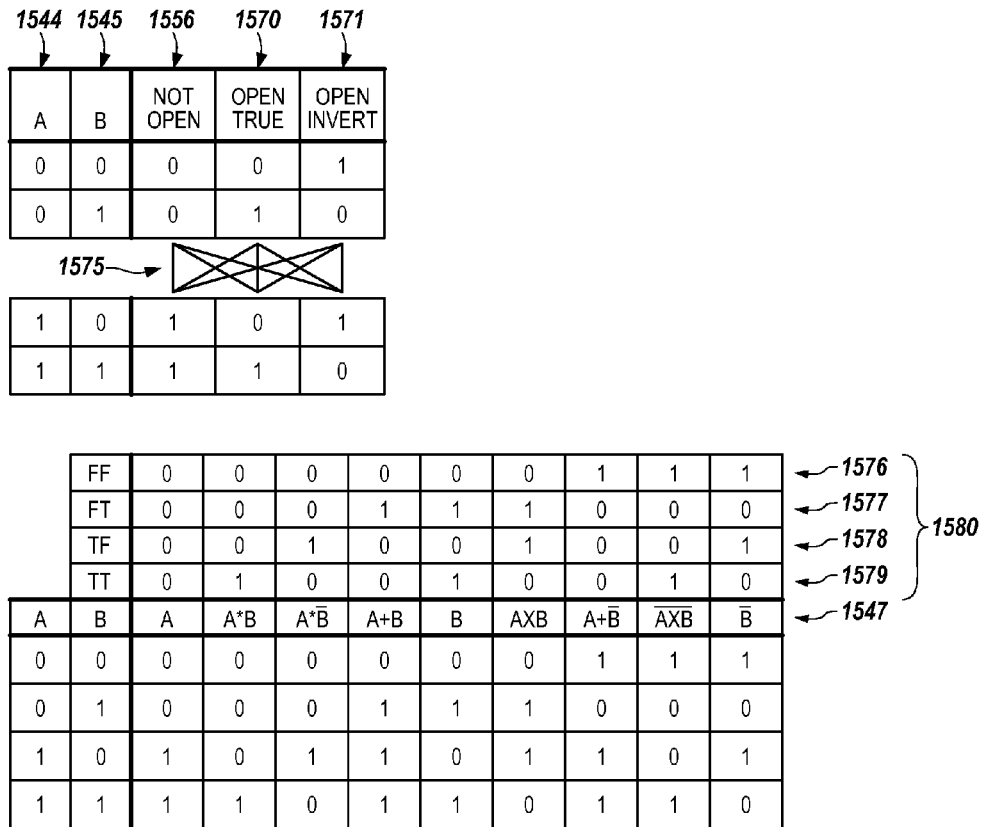 1544 1545 1556 1570 1571
A B NOT OPEN OPEN TRUE OPEN INVERT
0 0 0 0 1
0 1 0 1 0
1575
1 0 1 0 1
1 1 1 1 0
FF 0 0 0 0 0 0 1 1 1 1576
FT 0 0 0 1 1 1 0 0 0 1577
1580
TF 0 0 1 0 0 1 0 0 1 1578
TT 0 1 0 0 1 0 0 1 0 1579
A B A A*B A*B̅ A+B B AXB A+B̅ A̅X̅B̅ B̅ 1547
0 0 0 0 0 0 0 0 1 1 1
0 1 0 0 0 1 1 1 0 0 0
1 0 1 0 1 1 0 1 1 0 1
1 1 1 1 0 1 1 0 1 1 0